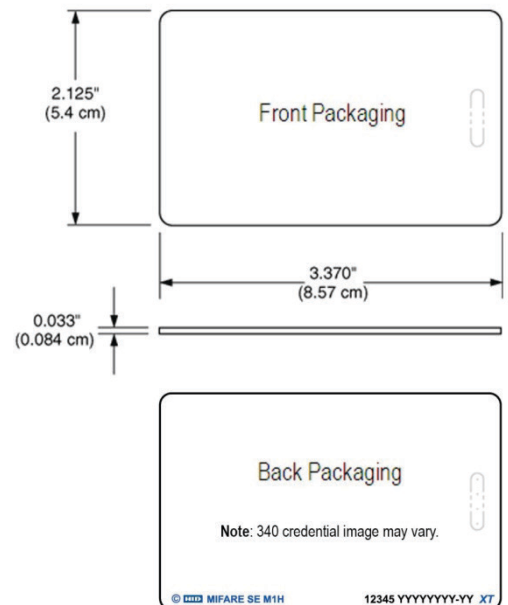 2.125"
(5.4 cm)
Front Packaging
3.370"
(8.57 cm)
0.033"
(0.084 cm)
Back Packaging
Note: 340 credential image may vary.
© HID MIFARE SE M1H
12345 YYYYYYYY-YY XT